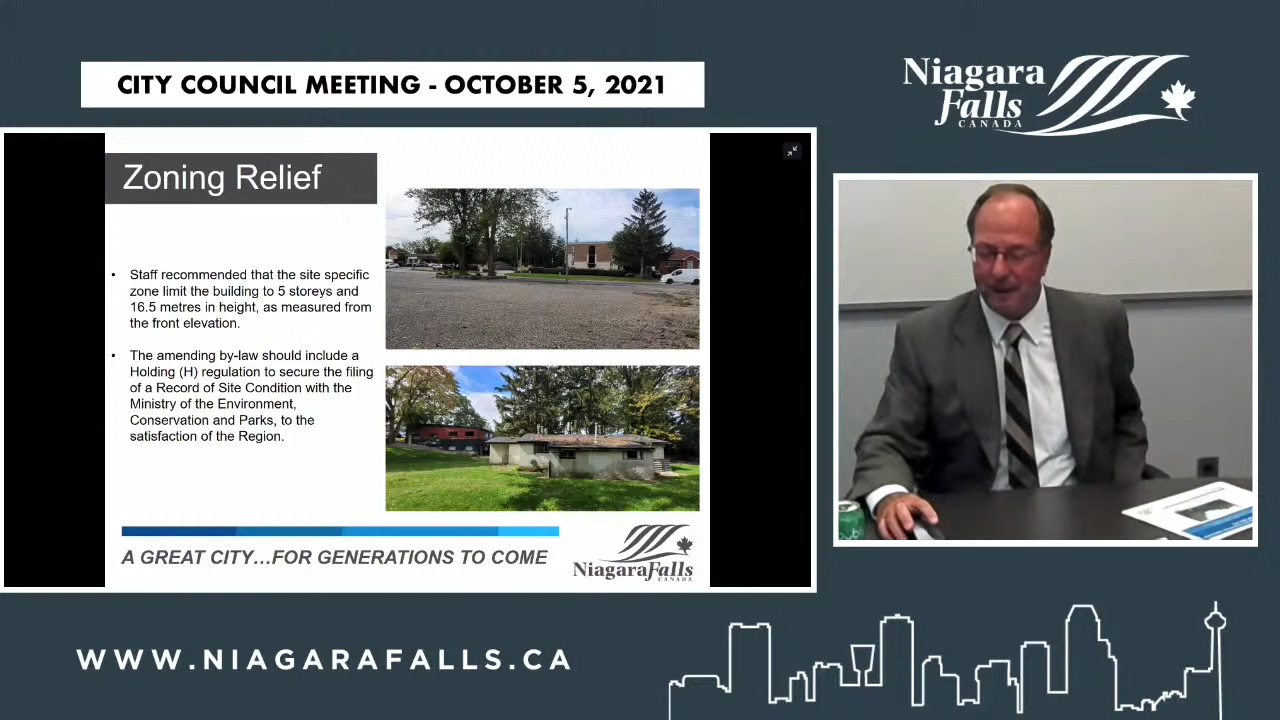 CITY COUNCIL MEETING - OCTOBER 5, 2021
Niagara
Falls
CANADA
Zoning Relief
• Staff recommended that the site specific
zone limit the building to 5 storeys and
16.5 metres in height, as measured from
the front elevation.
• The amending by-law should include a
Holding (H) regulation to secure the filing
of a Record of Site Condition with the
Ministry of the Environment,
Conservation and Parks, to the
satisfaction of the Region.
A GREAT CITY...FOR GENERATIONS TO COME
NiagaraFalls
CANADA
WWW.NIAGARAFALLS.CA